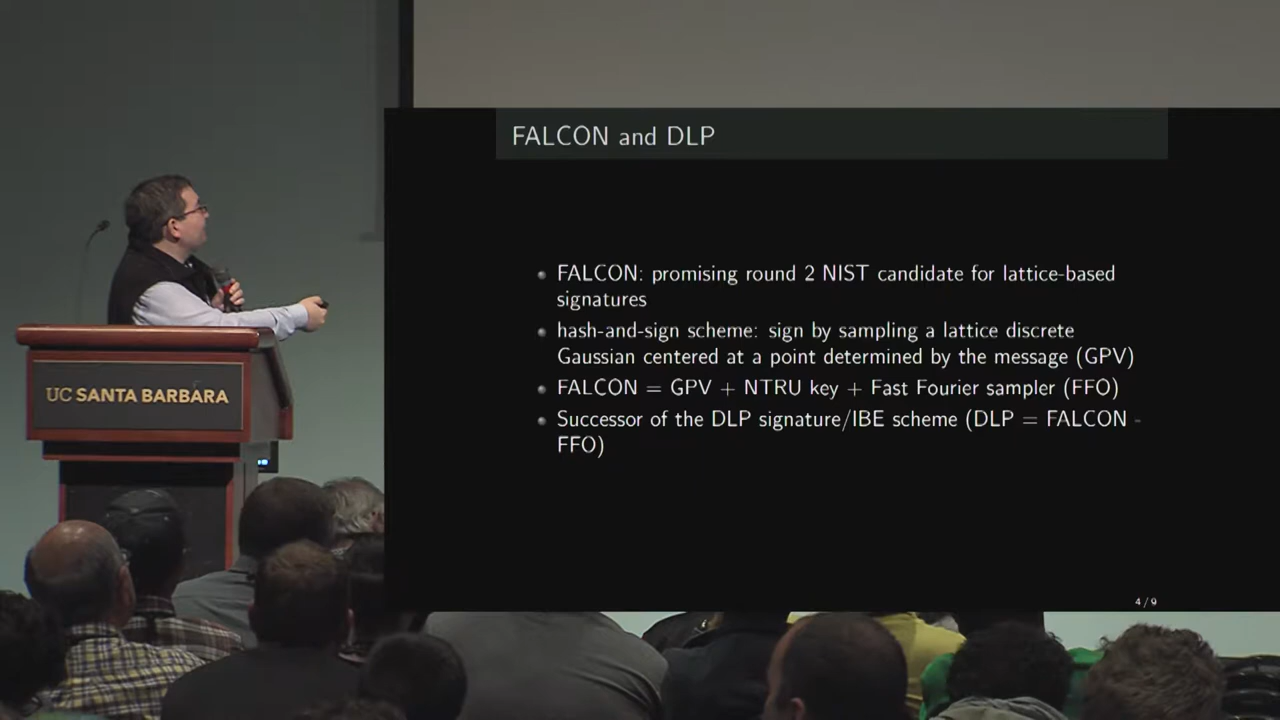 FALCON and DLP
FALCON: promising round 2 NIST candidate for lattice-based
signatures
hash-and-sign scheme: sign by sampling a lattice discrete
Gaussian centered at a point determined by the message (GPV)
FALCON = GPV + NTRU key + Fast Fourier sampler (FFO)
Successor of the DLP signature/IBE scheme (DLP = FALCON -
FFO)
4 / 9
UC SANTA BARBARA